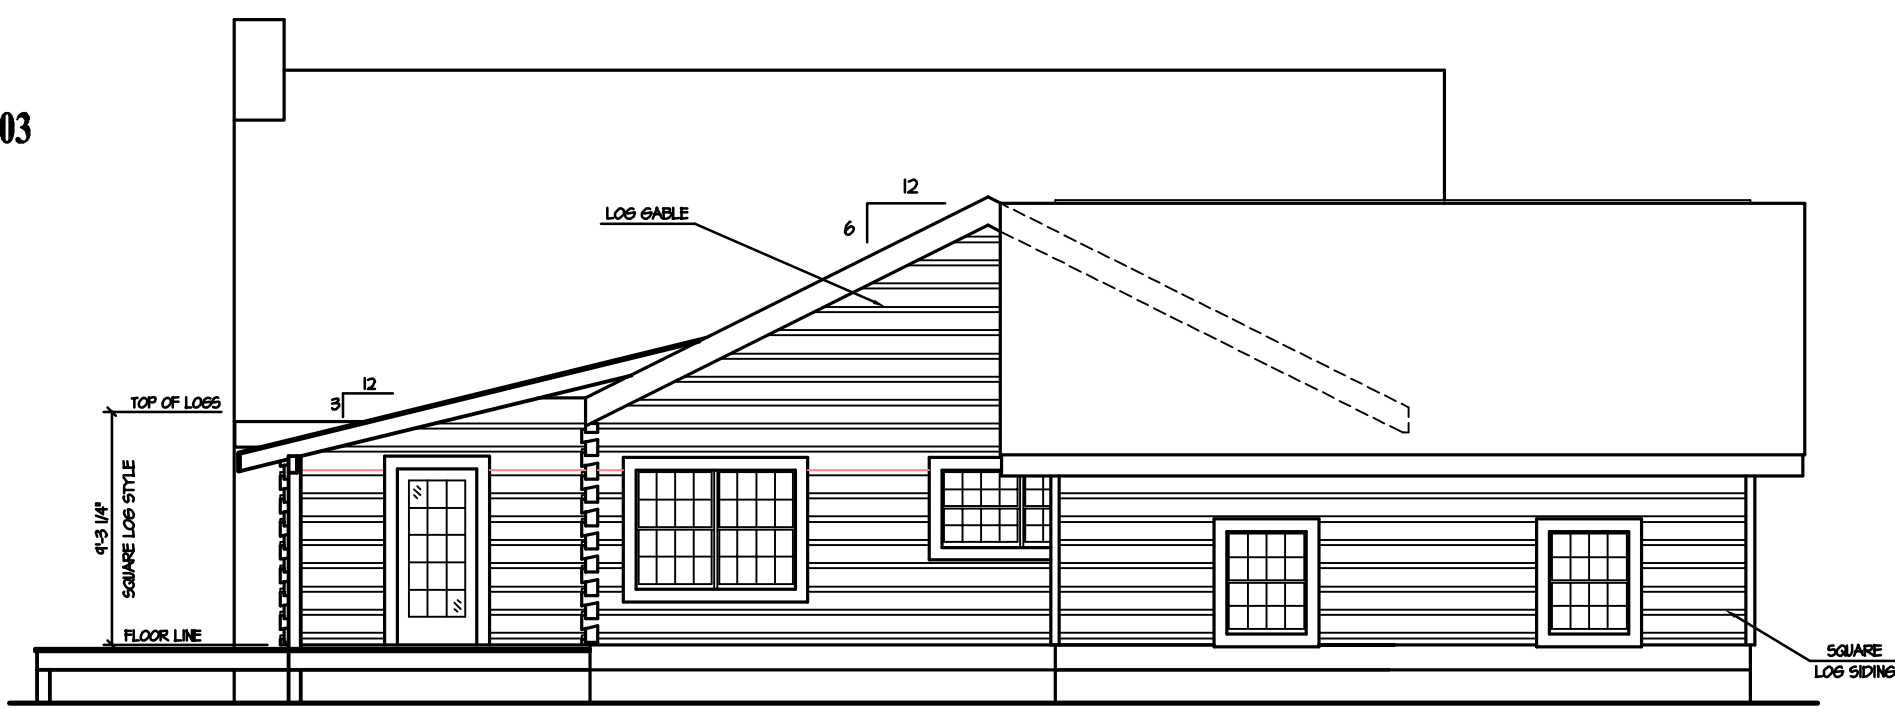 03
12
6
LOG GABLE
12
3
TOP OF LOGS
9'-3 1/4"
SQUARE LOG STYLE
FLOOR LINE
SQUARE
LOG SIDING